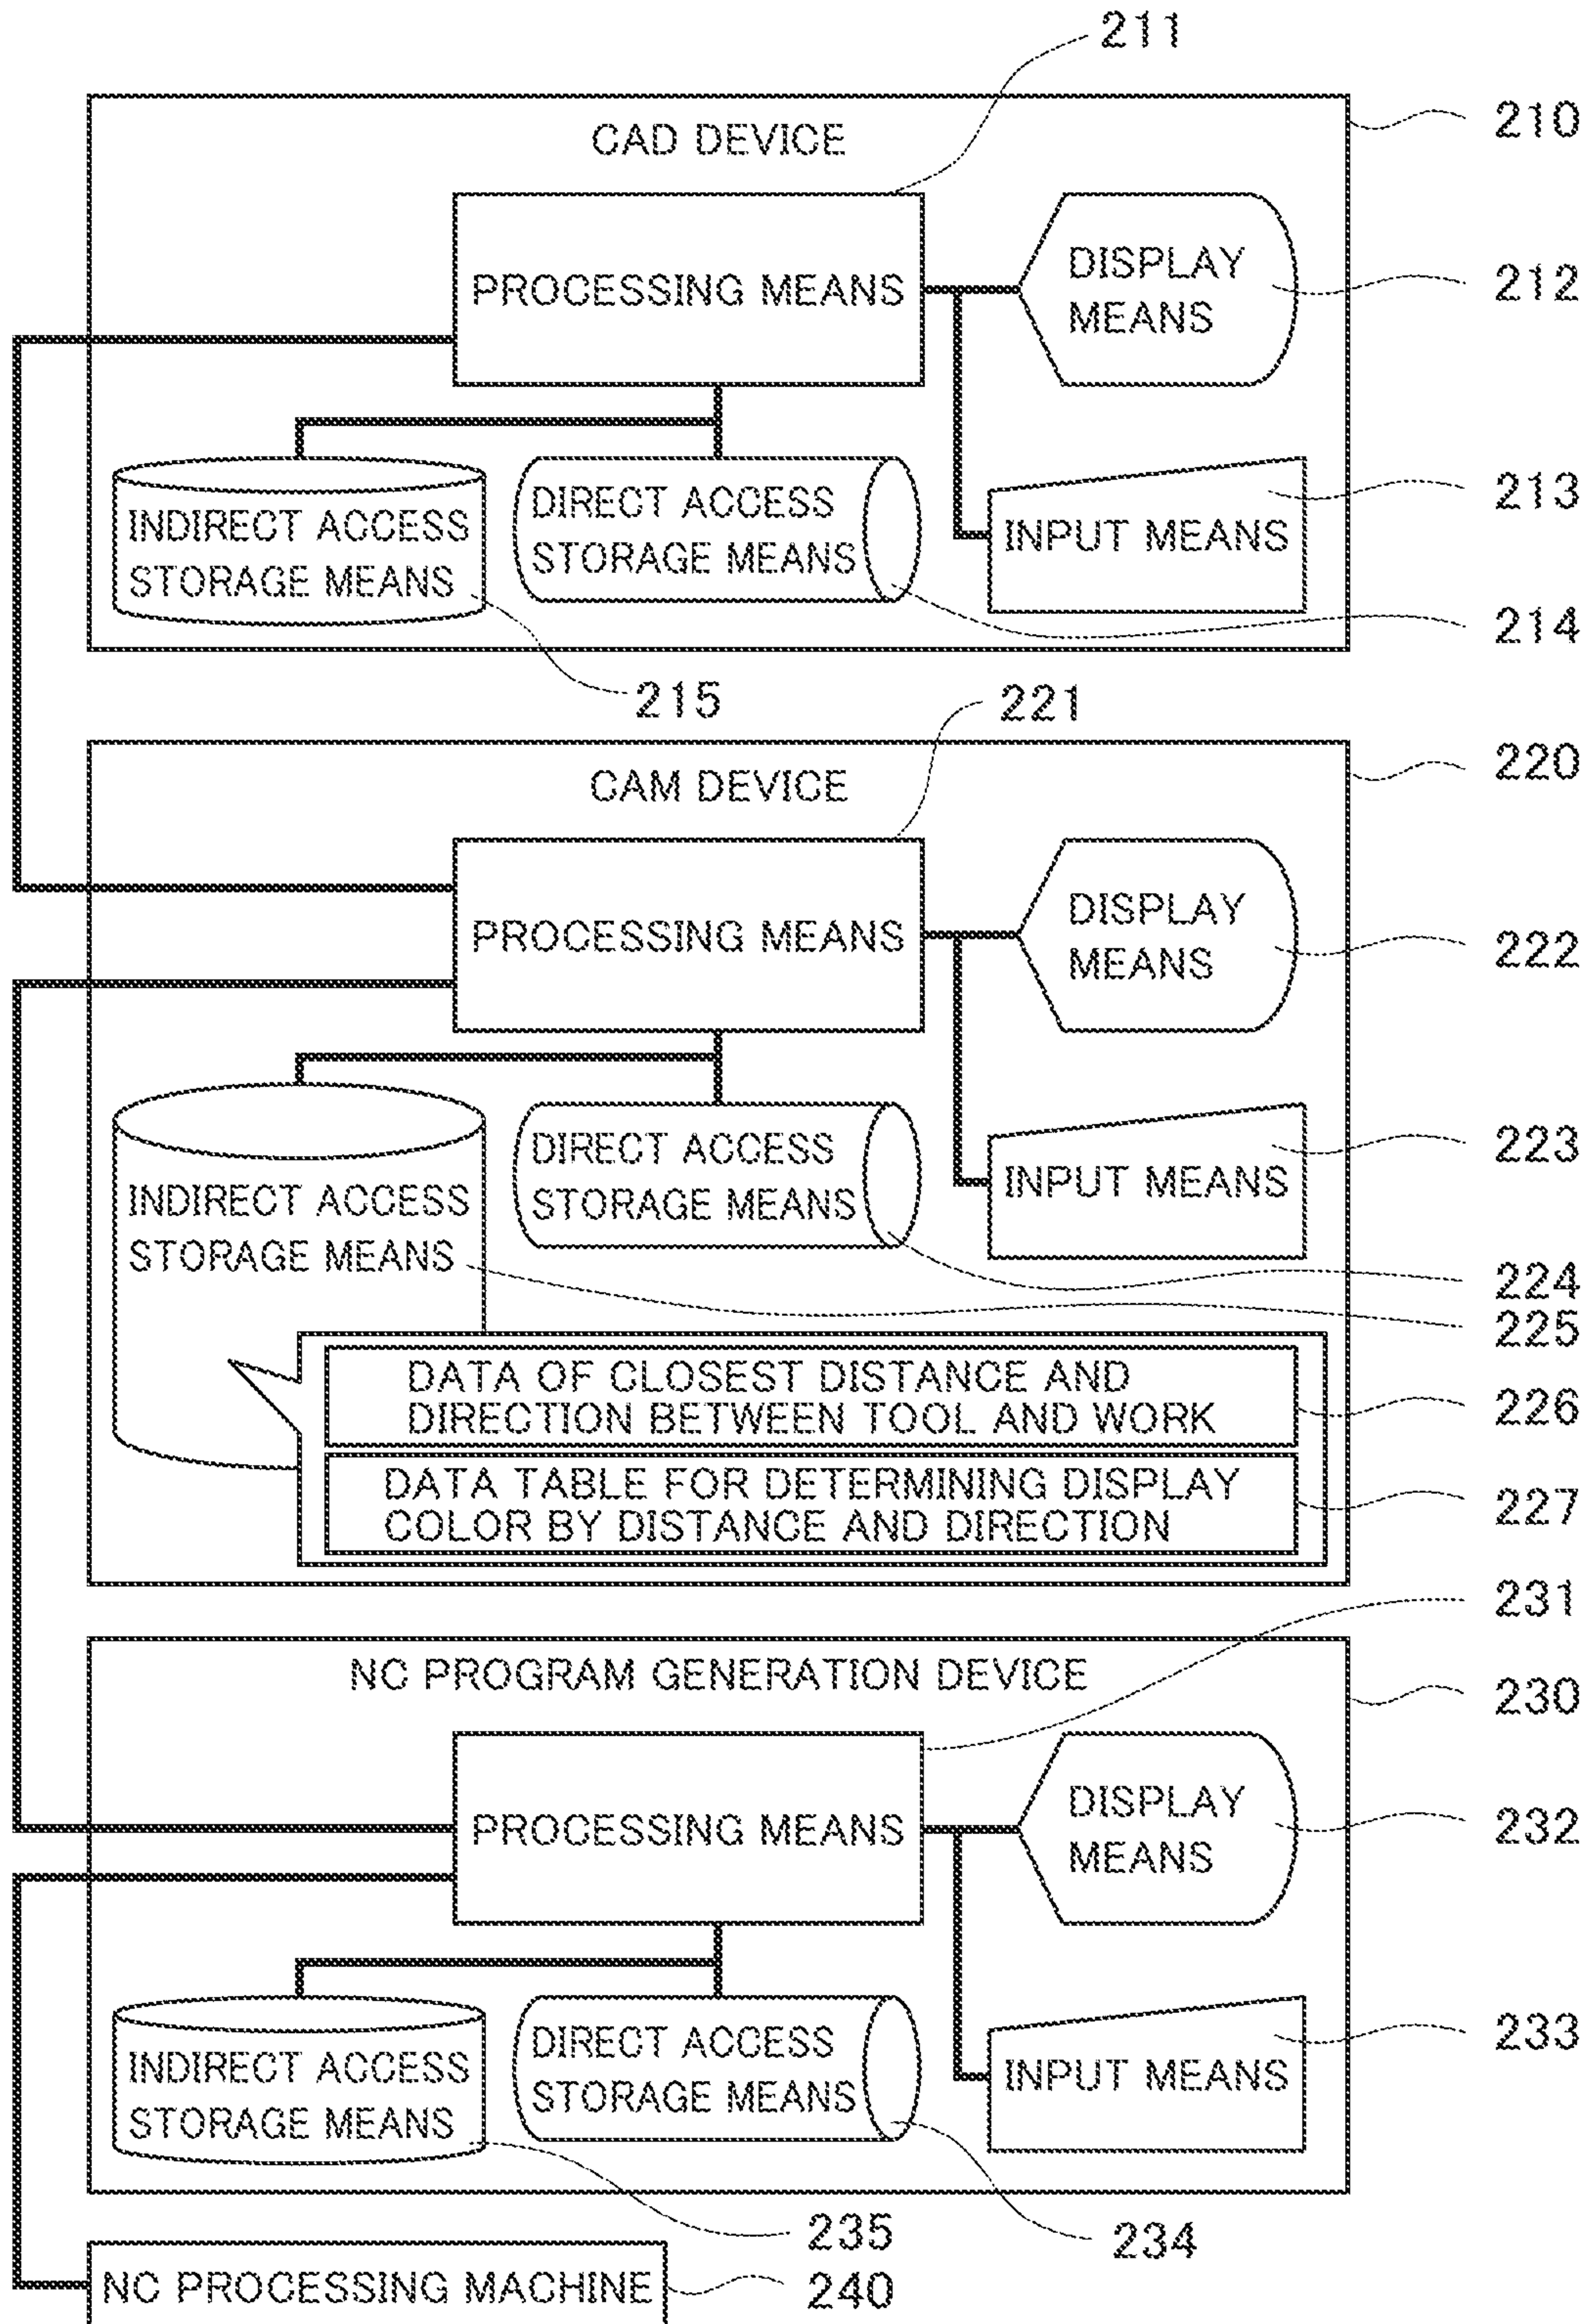 211
CAD DEVICE
210
PROCESSING MEANS
DISPLAY
MEANS
212
INDIRECT ACCESS
STORAGE MEANS
DIRECT ACCESS
STORAGE MEANS
INPUT MEANS
213
214
215
221
CAM DEVICE
220
PROCESSING MEANS
DISPLAY
MEANS
222
INDIRECT ACCESS
STORAGE MEANS
DIRECT ACCESS
STORAGE MEANS
INPUT MEANS
223
224
225
DATA OF CLOSEST DISTANCE AND
DIRECTION BETWEEN TOOL AND WORK
226
DATA TABLE FOR DETERMINING DISPLAY
COLOR BY DISTANCE AND DIRECTION
227
231
NC PROGRAM GENERATION DEVICE
230
PROCESSING MEANS
DISPLAY
MEANS
232
INDIRECT ACCESS
STORAGE MEANS
DIRECT ACCESS
STORAGE MEANS
INPUT MEANS
233
235
234
NC PROCESSING MACHINE
240